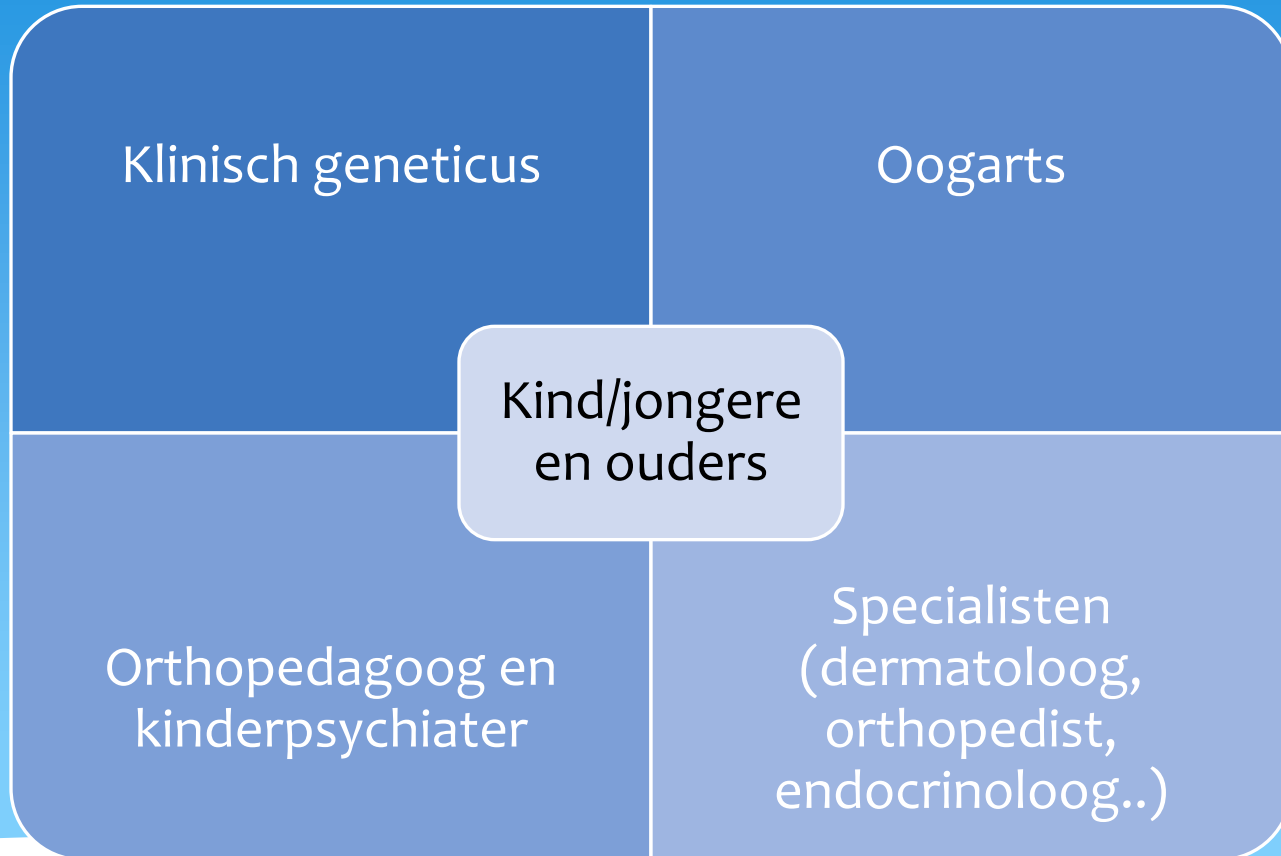 Klinisch geneticus
Oogarts
Kind/jongere
en ouders
Orthopedagoog en
kinderpsychiater
Specialisten
(dermatoloog,
orthopedist,
endocrinoloog..)